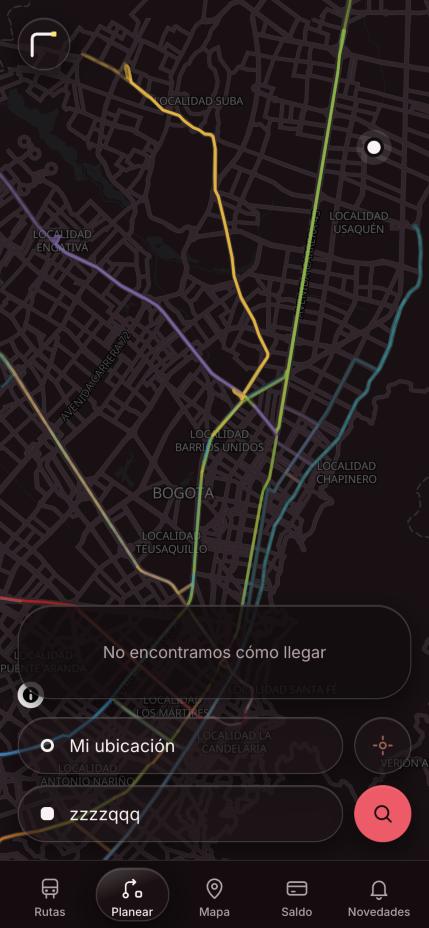 LOCALIDAD SUBA
LOCALIDAD
USAQUÉN
LOCALIDAD
ENGATIVÁ
AVENIDA CARRERA 72
LOCALIDAD
BARRIOS UNIDOS
LOCALIDAD
CHAPINERO
BOGOTÁ
LOCALIDAD
TEUSAQUILLO
No encontramos cómo llegar
LOCALIDAD
PUENTE ARANDA
LOCALIDAD SANTA FÉ
LOCALIDAD
LOS MÁRTIRES
LOCALIDAD LA
CANDELARIA
Mi ubicación
LOCALIDAD
ANTONIO NARIÑO
zzzzqqq
Rutas
Planear
Mapa
Saldo
Novedades